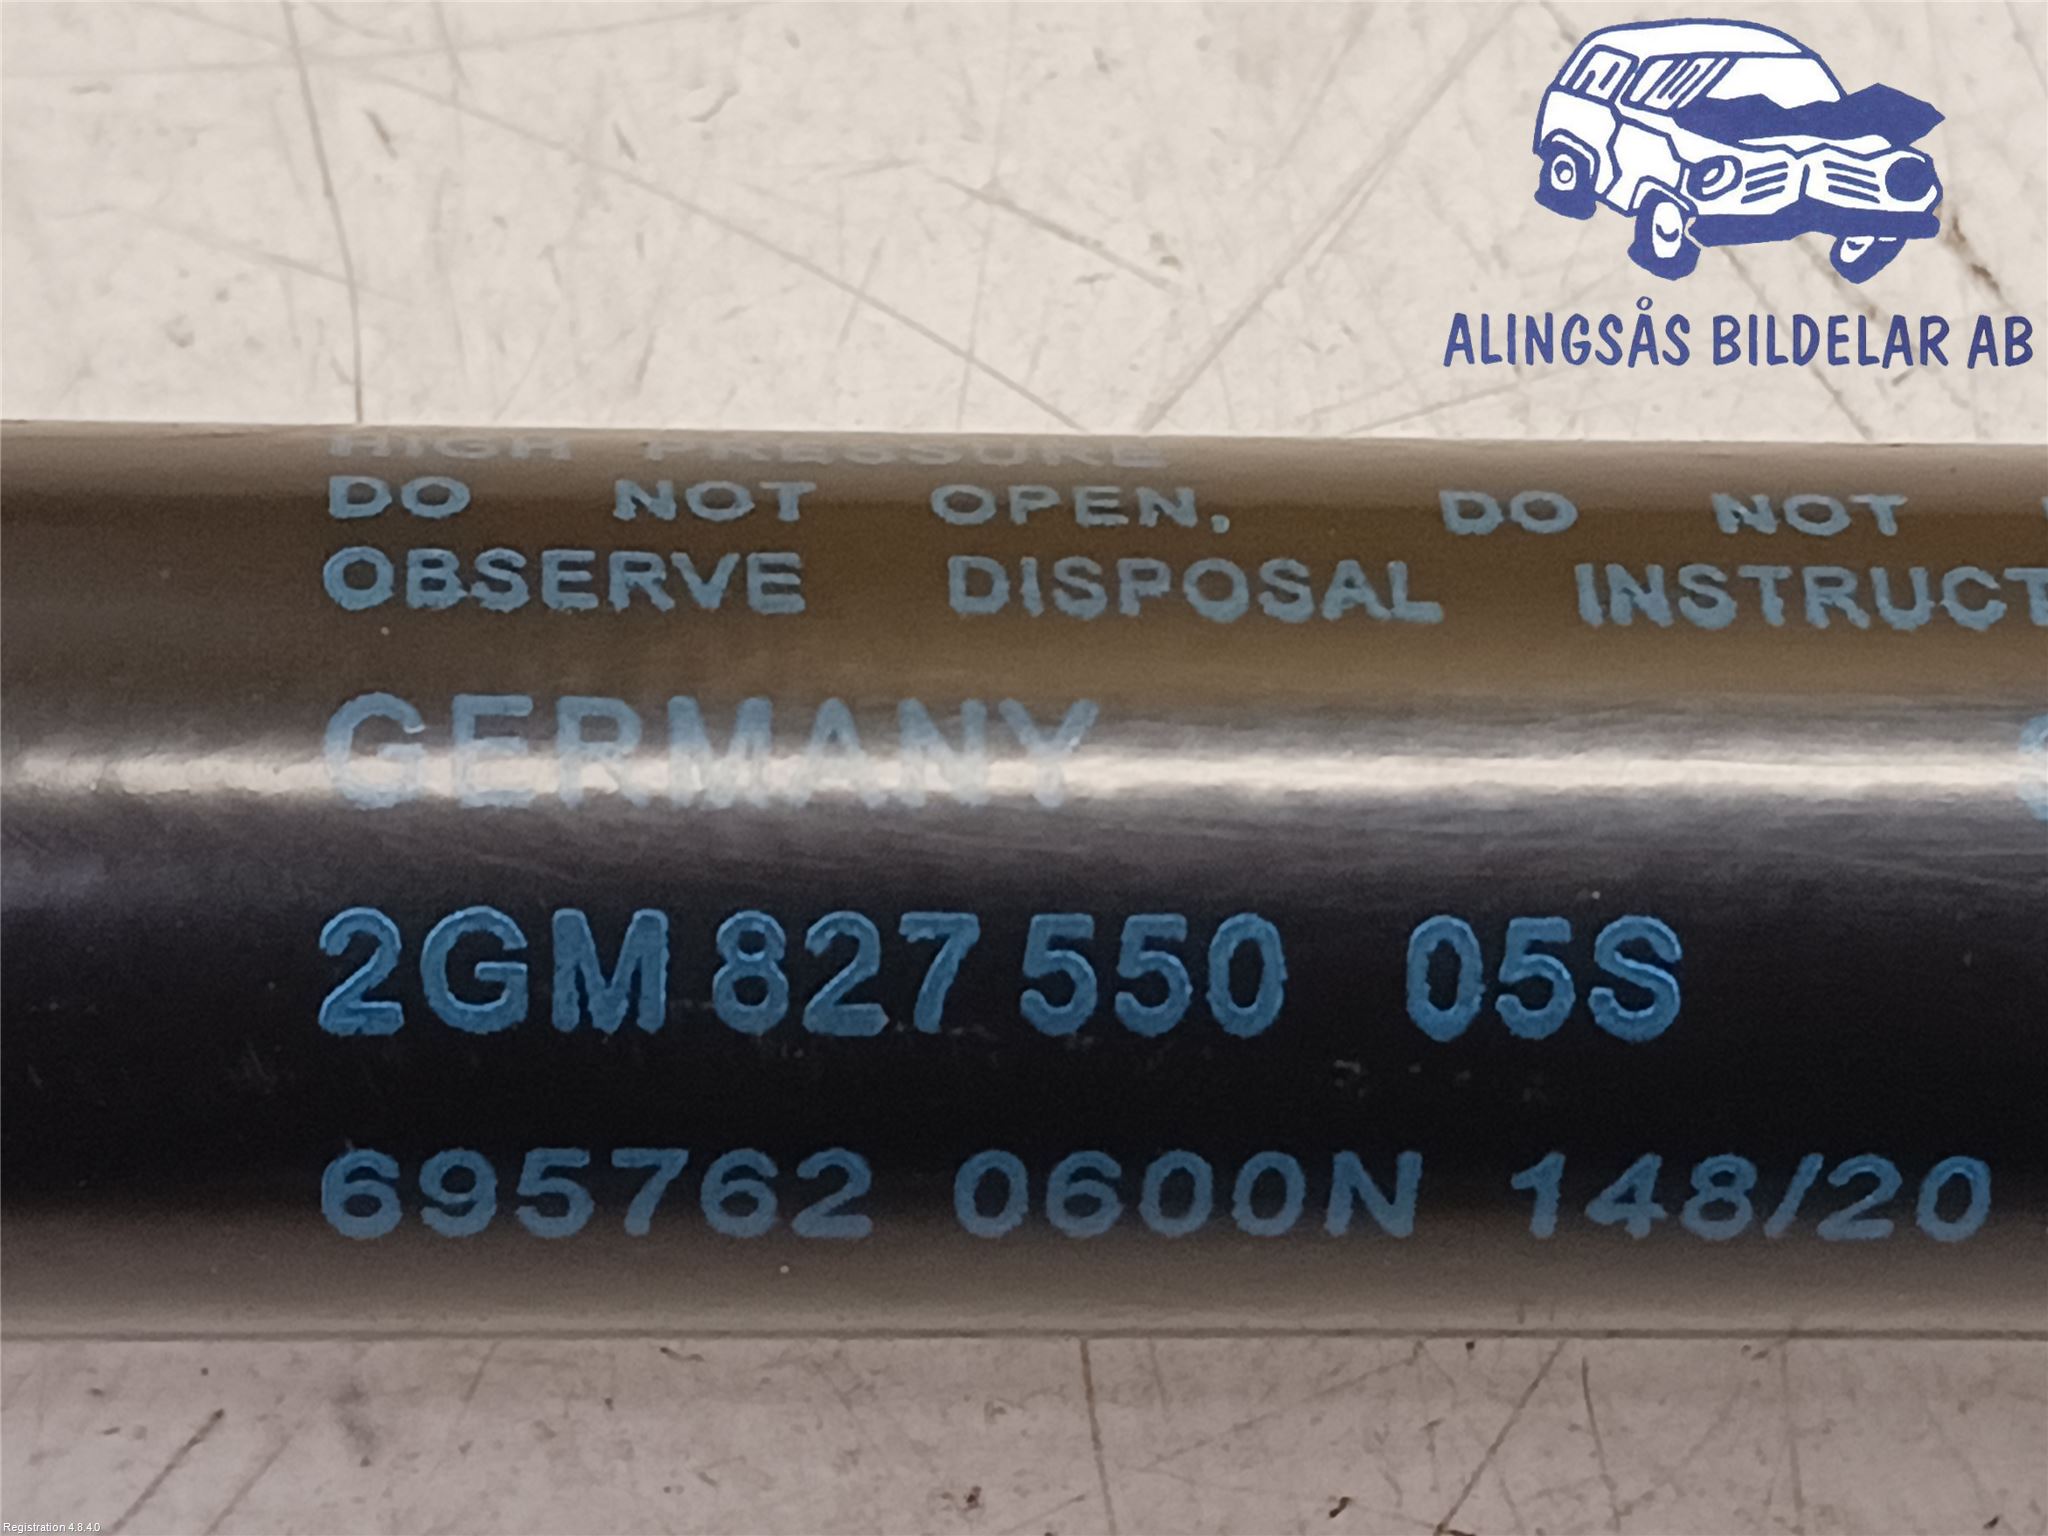 ALINGSÅS BILDELAR AB
HIGH PRESSURE
DO NOT OPEN, DO NOT
OBSERVE DISPOSAL INSTRUCT
GERMANY
2GM 827 550 05S
695762 0600N 148/20
Registration 4.8.4.0